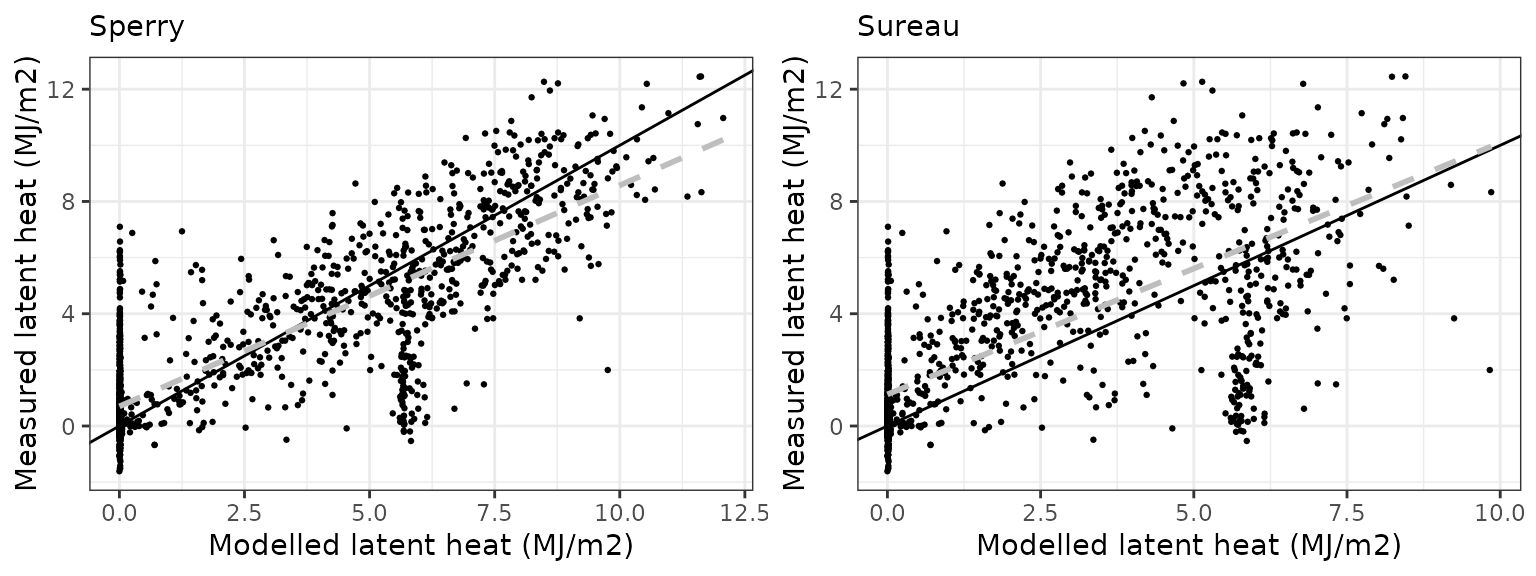 Sperry
Measured latent heat (MJ/m2)
12
8
4
0
0.0 2.5 5.0 7.5 10.0 12.5
Modelled latent heat (MJ/m2)
Sureau
Measured latent heat (MJ/m2)
12
8
4
0
0.0 2.5 5.0 7.5 10.0
Modelled latent heat (MJ/m2)